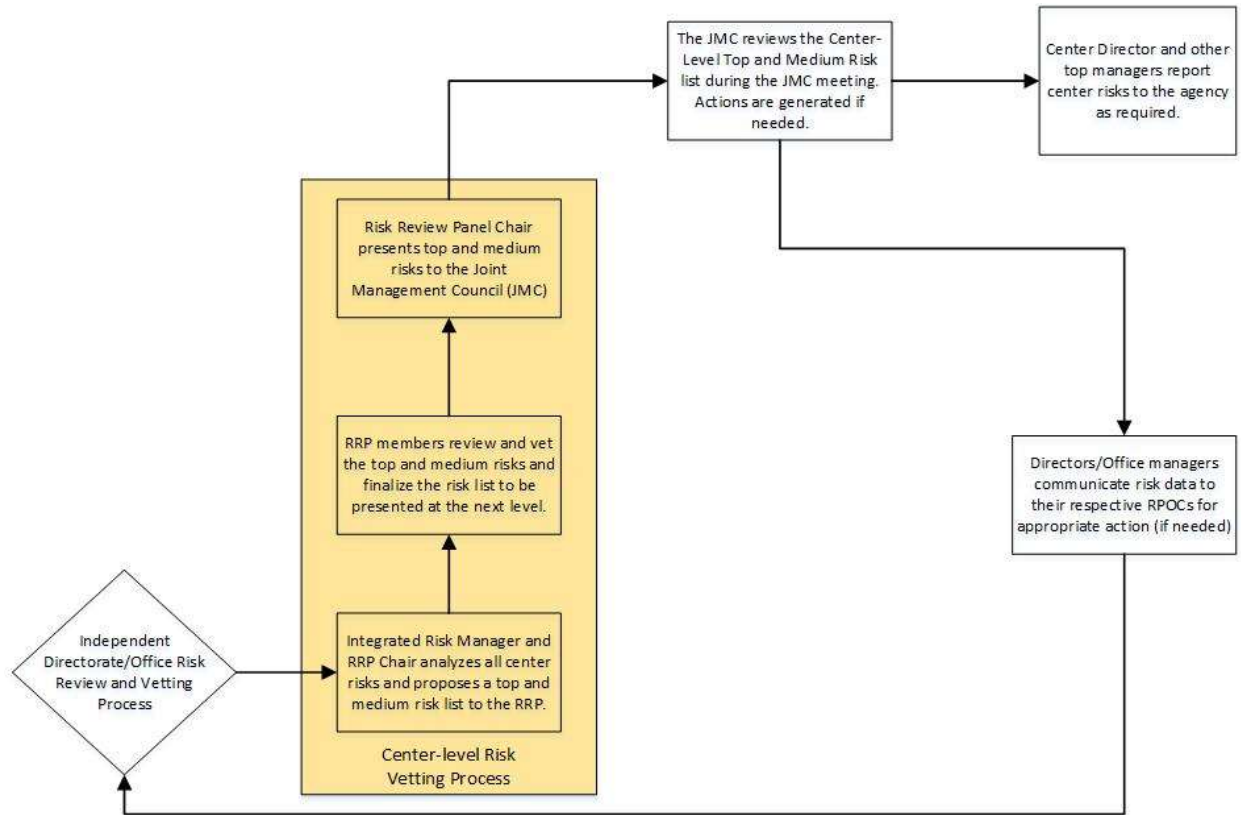 The JMC reviews the Center-
Level Top and Medium Risk
list during the JMC meeting.
Actions are generated if
needed.
Center Director and other
top managers report
center risks to the agency
as required.
Risk Review Panel Chair
presents top and medium
risks to the Joint
Management Council (JMC)
RRP members review and vet
the top and medium risks and
finalize the risk list to be
presented at the next level.
Directors/Office managers
communicate risk data to
their respective RPOCs for
appropriate action (if needed)
Independent
Directorate/Office Risk
Review and Vetting
Process
Integrated Risk Manager and
RRP Chair analyzes all center
risks and proposes a top and
medium risk list to the RRP.
Center-level Risk
Vetting Process